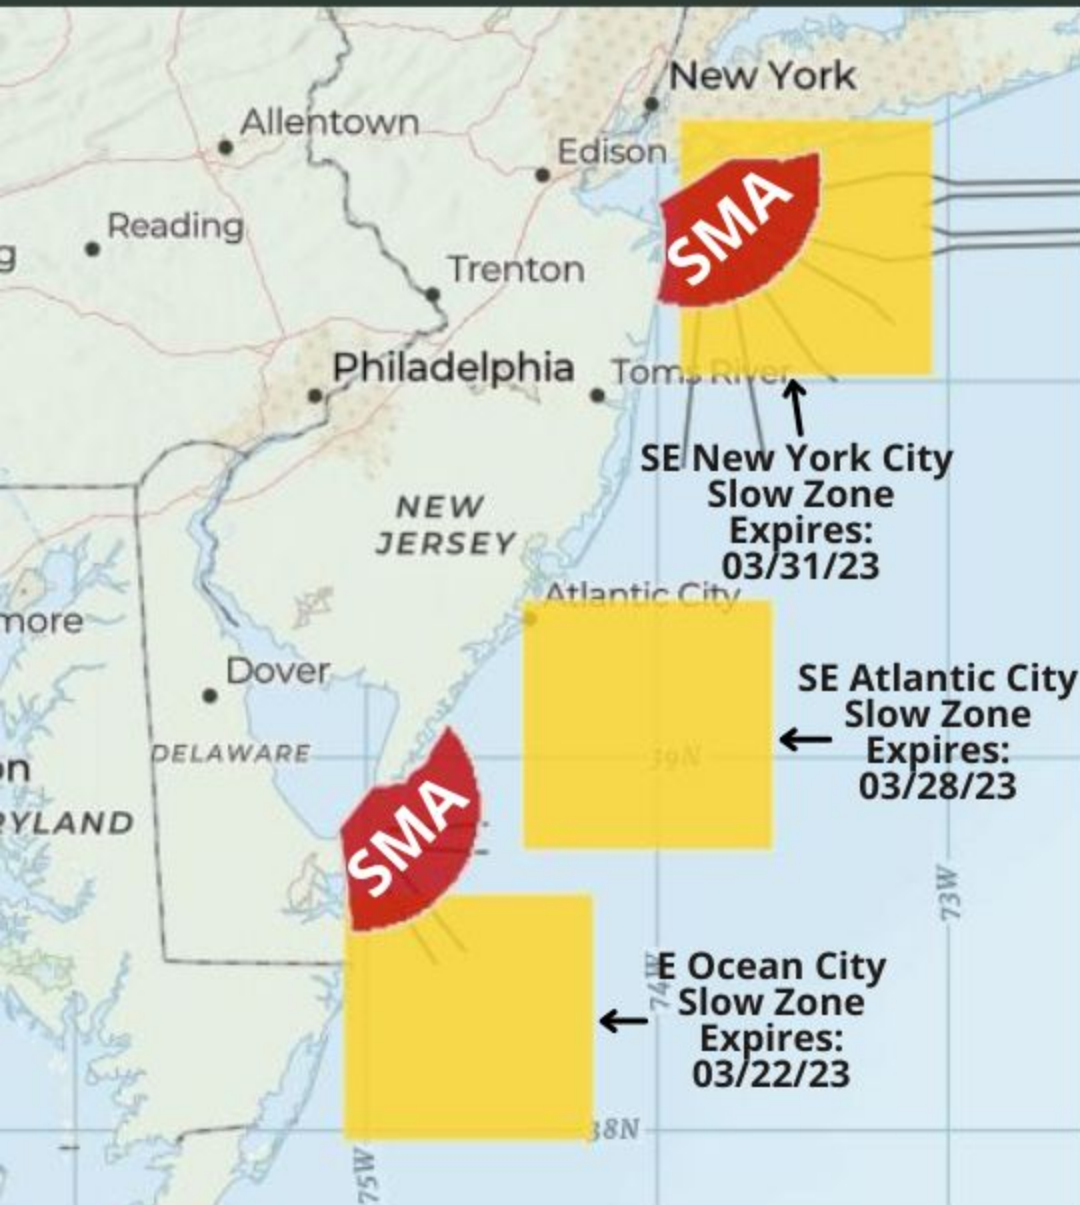 New York
Allentown
Edison
Reading
g
Trenton
Philadelphia
Toms River
SMA
SE New York City
Slow Zone
Expires:
03/31/23
NEW
JERSEY
Atlantic City
more
Dover
SE Atlantic City
Slow Zone
Expires:
03/28/23
DELAWARE
39N
on
RYLAND
SMA
73W
E Ocean City
Slow Zone
Expires:
03/22/23
74W
38N
75W